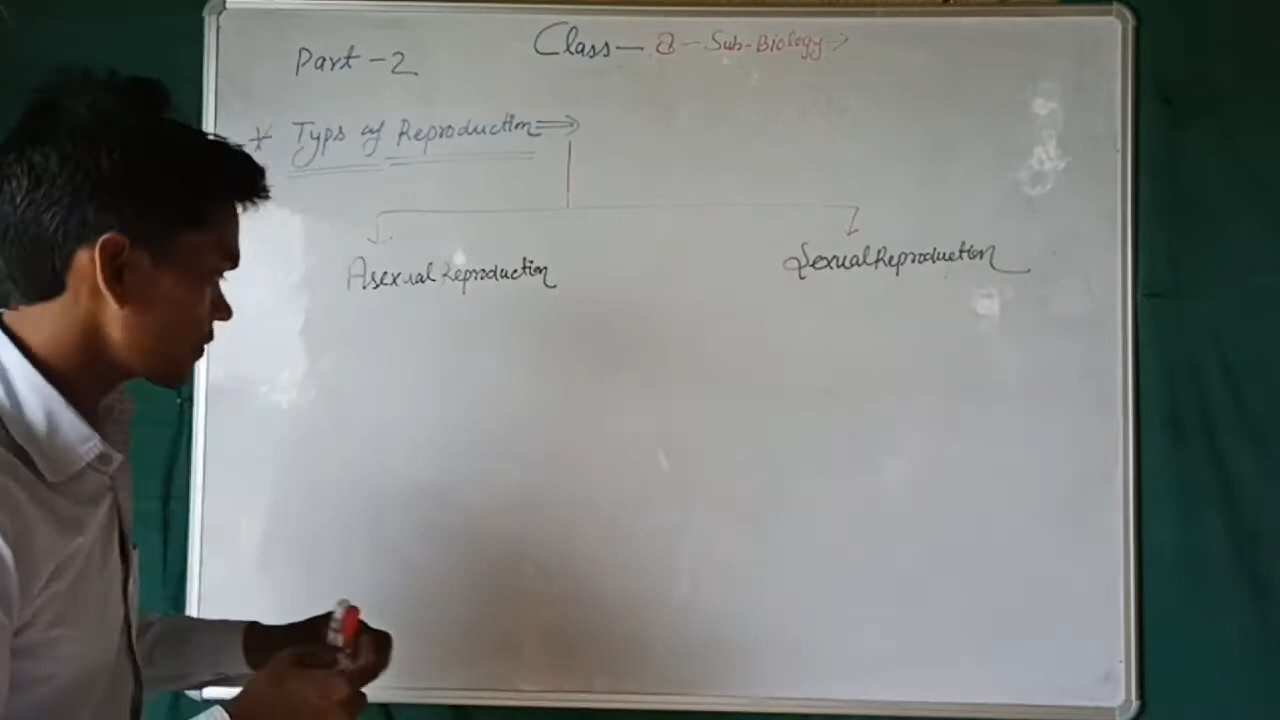 Class - 8 - Sub-Biology →
Part - 2
* Typs of Reproduction ⇒
Asexual Reproduction
Sexual Reproduction